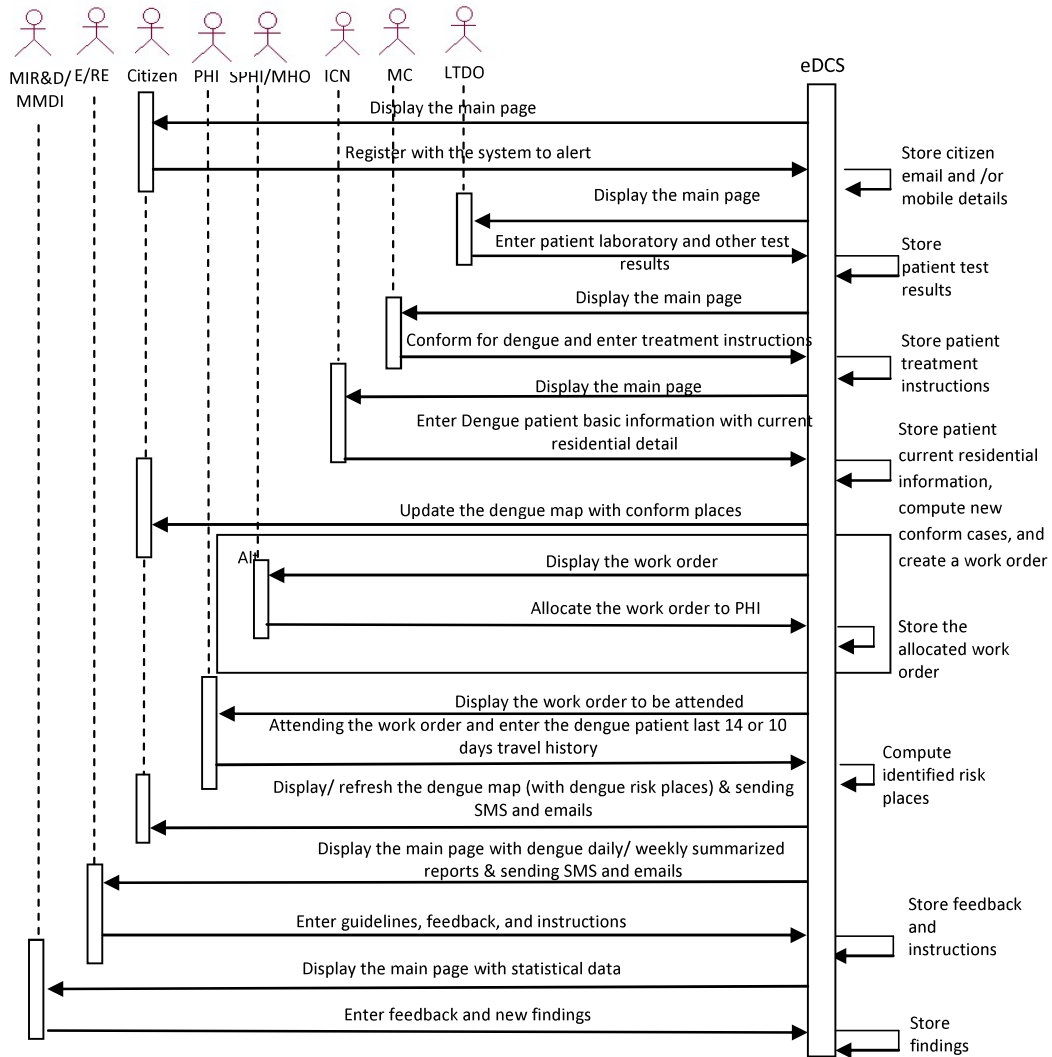 MIR&D/
MMDI
E/RE
Citizen
PHI
SPHI/MHO
ICN
MC
LTDO
eDCS
Display the main page
Register with the system to alert
Store citizen
email and /or
mobile details
Display the main page
Enter patient laboratory and other test
results
Store
patient test
results
Display the main page
Conform for dengue and enter treatment instructions
Store patient
treatment
instructions
Display the main page
Enter Dengue patient basic information with current
residential detail
Store patient
current residential
information,
compute new
conform cases, and
create a work order
Update the dengue map with conform places
Alt
Display the work order
Allocate the work order to PHI
Store the
allocated work
order
Display the work order to be attended
Attending the work order and enter the dengue patient last 14 or 10
days travel history
Compute
identified risk
places
Display/ refresh the dengue map (with dengue risk places) & sending
SMS and emails
Display the main page with dengue daily/ weekly summarized
reports & sending SMS and emails
Enter guidelines, feedback, and instructions
Store feedback
and
instructions
Display the main page with statistical data
Enter feedback and new findings
Store
findings